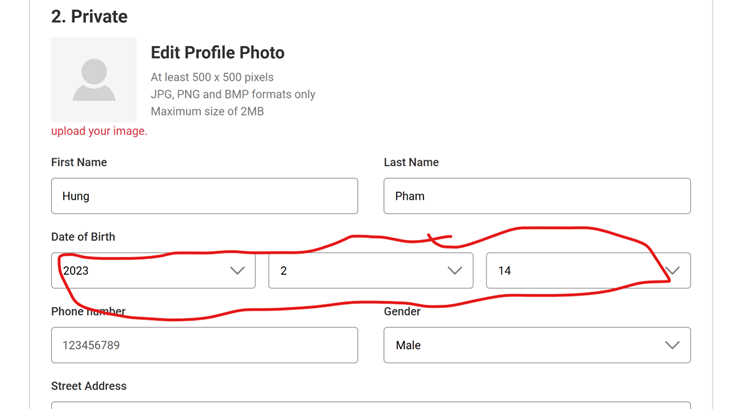 2. Private
Edit Profile Photo
At least 500 x 500 pixels
JPG, PNG and BMP formats only
Maximum size of 2MB
upload your image.
First Name Last Name
Hung Pham
Date of Birth
2023 2 14
Phone number Gender
123456789 Male
Street Address